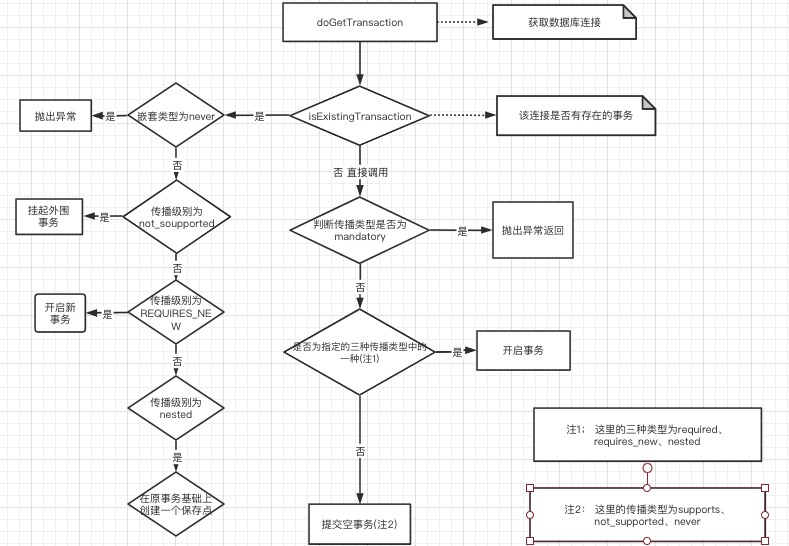 doGetTransaction
获取数据库连接
抛出异常
是
嵌套类型为never
是
isExistingTransaction
该连接是否有存在的事务
否
否 直接调用
挂起外围
事务
是
传播级别为
not_soupported
判断传播类型是否为
mandatory
是
抛出异常返回
否
否
开启新
事务
是
传播级别为
REQUIRES_NE
W
是否为指定的三种传播类型中的
一种(注1)
是
开启事务
否
传播级别为
nested
注1； 这里的三种类型为required、
requires_new、nested
是
否
在原事务基础上
创建一个保存点
提交空事务(注2)
注2： 这里的传播类型为supports、
not_supported、never